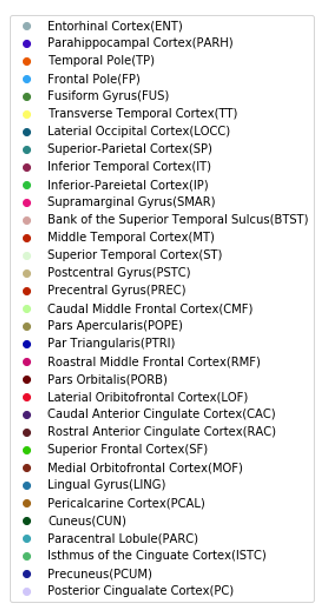 Entorhinal Cortex(ENT)
Parahippocampal Cortex(PARH)
Temporal Pole(TP)
Frontal Pole(FP)
Fusiform Gyrus(FUS)
Transverse Temporal Cortex(TT)
Laterial Occipital Cortex(LOCC)
Superior-Parietal Cortex(SP)
Inferior Temporal Cortex(IT)
Inferior-Pareietal Cortex(IP)
Supramarginal Gyrus(SMAR)
Bank of the Superior Temporal Sulcus(BTST)
Middle Temporal Cortex(MT)
Superior Temporal Cortex(ST)
Postcentral Gyrus(PSTC)
Precentral Gyrus(PREC)
Caudal Middle Frontal Cortex(CMF)
Pars Apercularis(POPE)
Par Triangularis(PTRI)
Roastral Middle Frontal Cortex(RMF)
Pars Orbitalis(PORB)
Laterial Oribitofrontal Cortex(LOF)
Caudal Anterior Cingulate Cortex(CAC)
Rostral Anterior Cingulate Cortex(RAC)
Superior Frontal Cortex(SF)
Medial Orbitofrontal Cortex(MOF)
Lingual Gyrus(LING)
Pericalcarine Cortex(PCAL)
Cuneus(CUN)
Paracentral Lobule(PARC)
Isthmus of the Cinguate Cortex(ISTC)
Precuneus(PCUM)
Posterior Cingualate Cortex(PC)